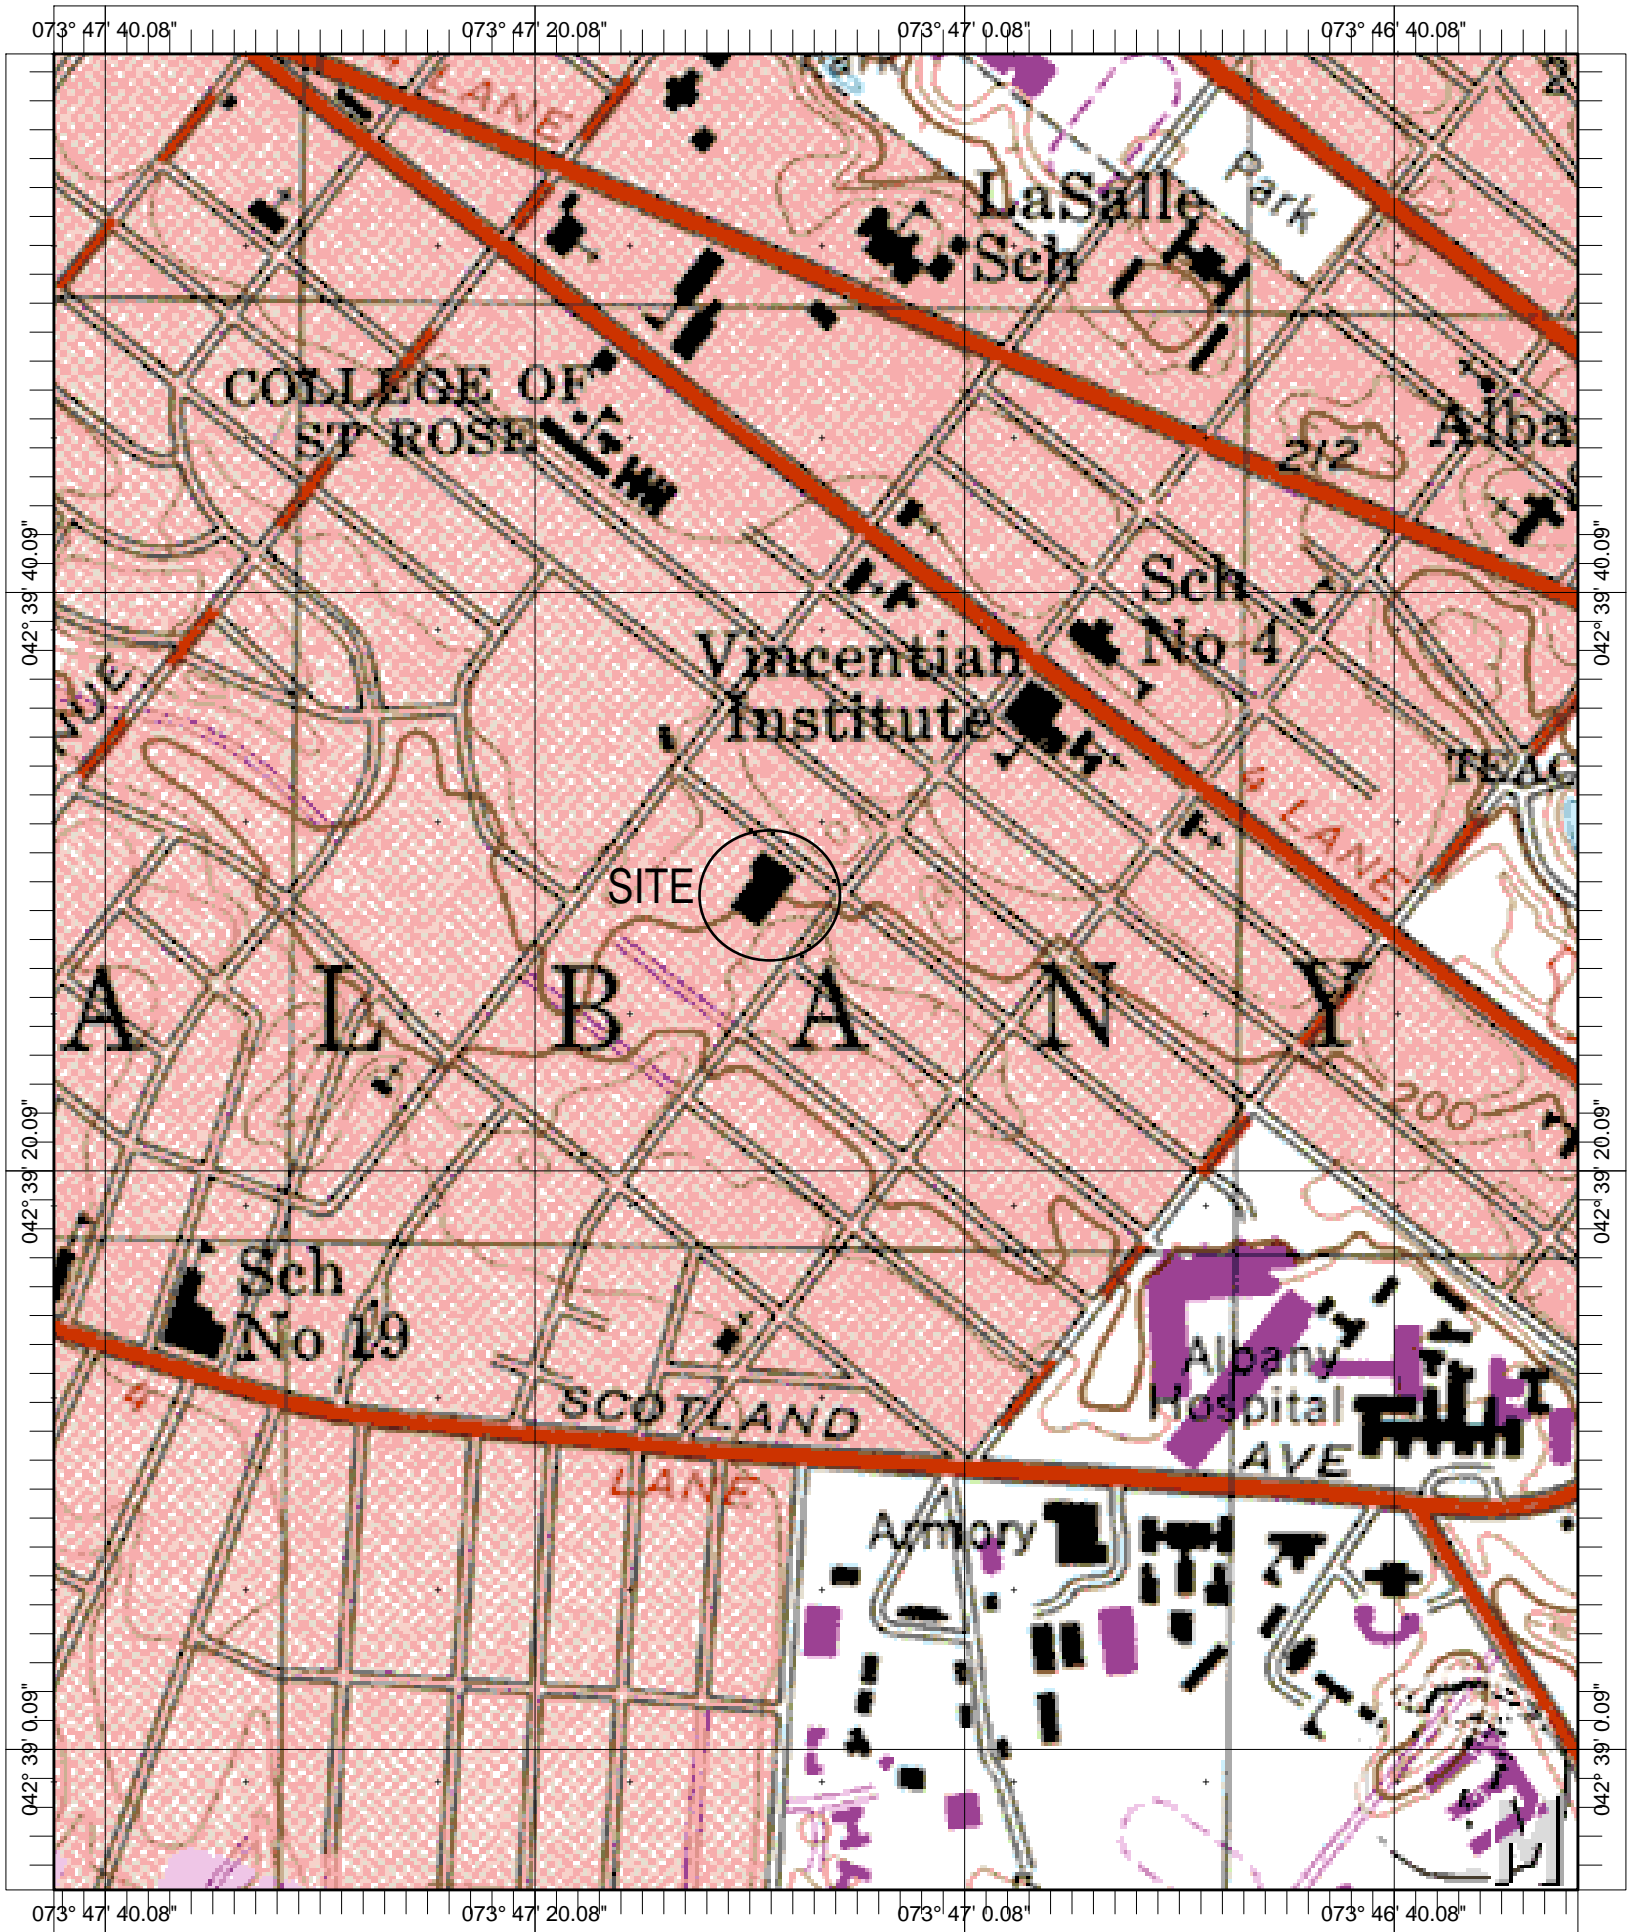 073° 47' 40.08"
073° 47' 20.08"
073° 47' 0.08"
073° 46' 40.08"
LANE
LaSalle
Sch
Park
COLLEGE OF
ST ROSE
212
Alba
042° 39' 40.09"
042° 39' 40.09"
Sch
No 4
Vincentian
Institute
4 LANE
SITE
A L B A N Y
200
042° 39' 20.09"
042° 39' 20.09"
Sch
No 19
Albany
Hospital
4
SCOTLAND
AVE
LANE
Armory
042° 39' 0.09"
042° 39' 0.09"
073° 47' 40.08"
073° 47' 20.08"
073° 47' 0.08"
073° 46' 40.08"